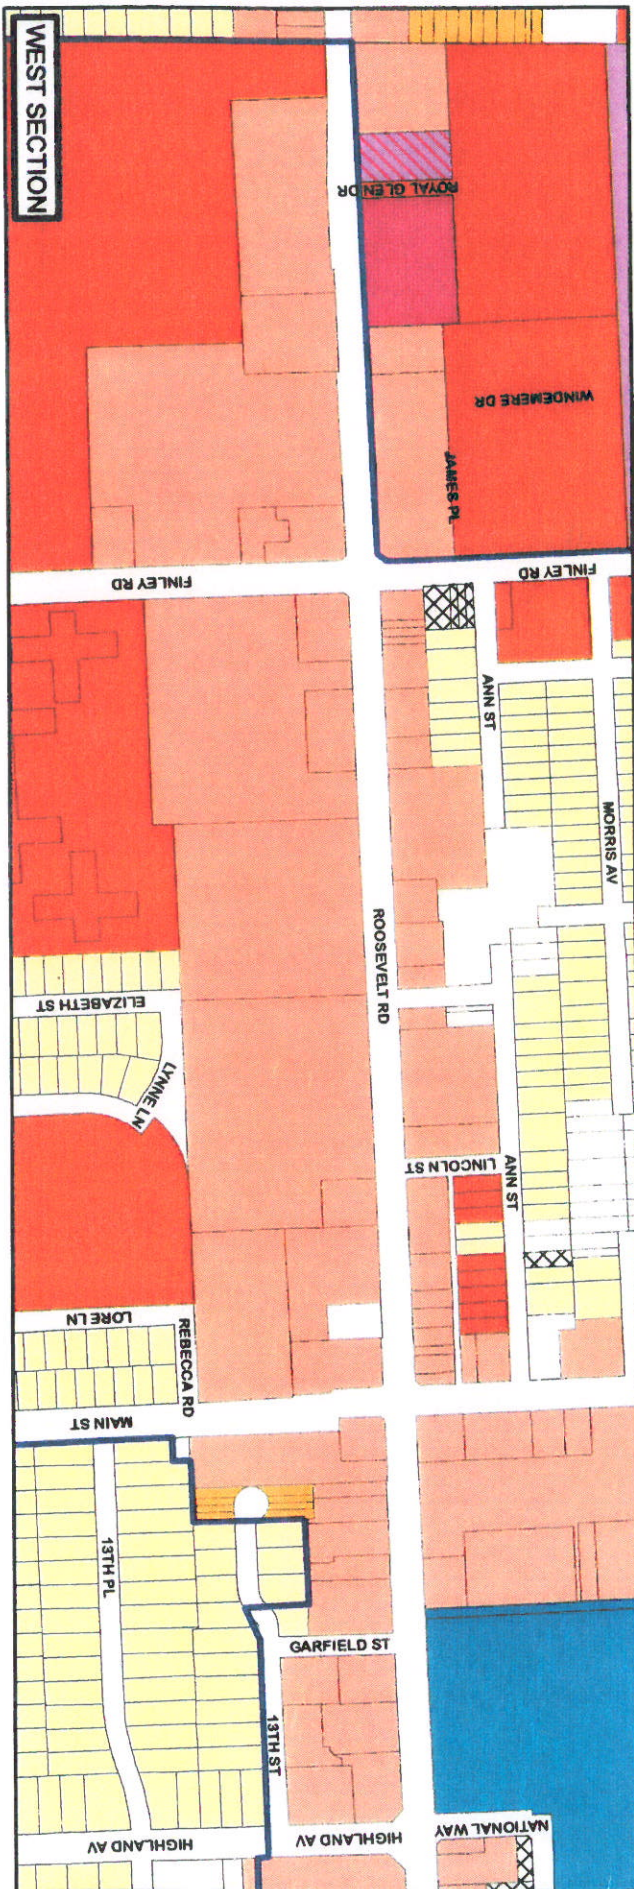 WEST SECTION
ROYAL GLEN DR
WINDEMERE DR
JAMES PL
FINLEY RD
FINLEY RD
ANN ST
MORRIS AV
ROOSEVELT RD
ELIZABETH ST
LYNNE LN
LINCOLN ST
ANN ST
LORE LN
REBECCA RD
MAIN ST
13TH PL
GARFIELD ST
13TH ST
HIGHLAND AV
HIGHLAND AV
NATIONAL WAY